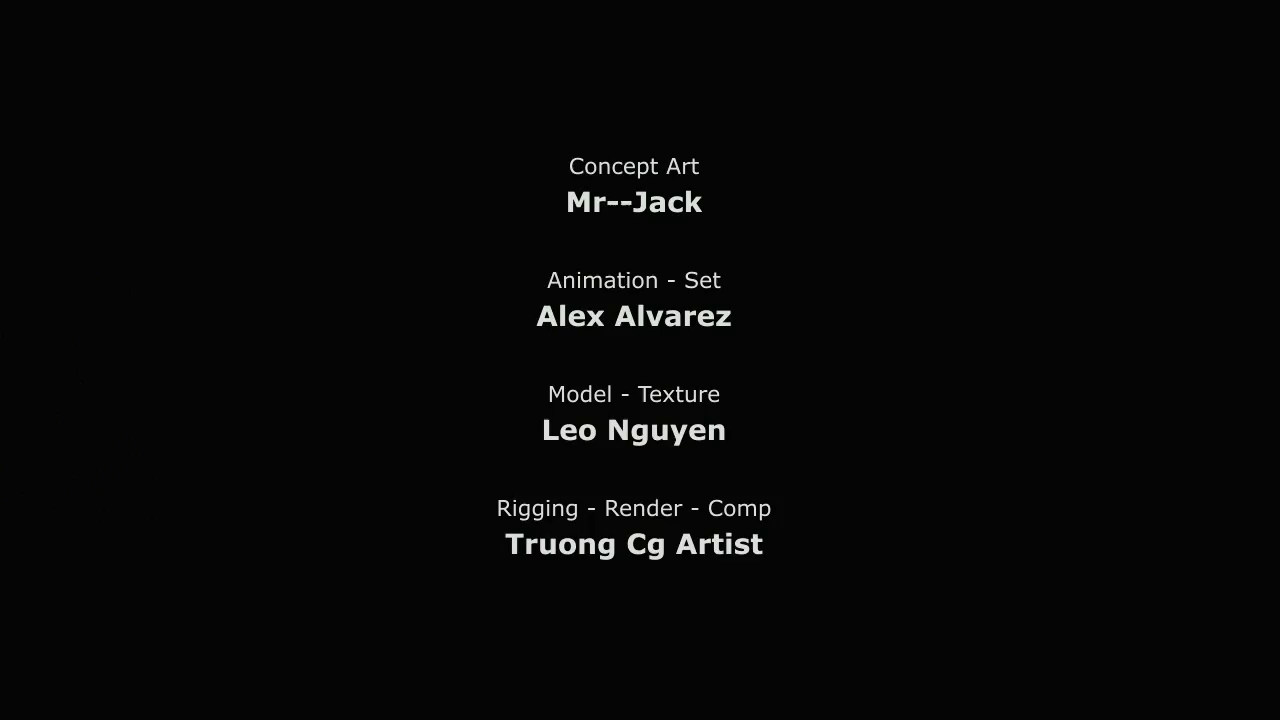 Concept Art
Mr--Jack
Animation - Set
Alex Alvarez
Model - Texture
Leo Nguyen
Rigging - Render - Comp
Truong Cg Artist